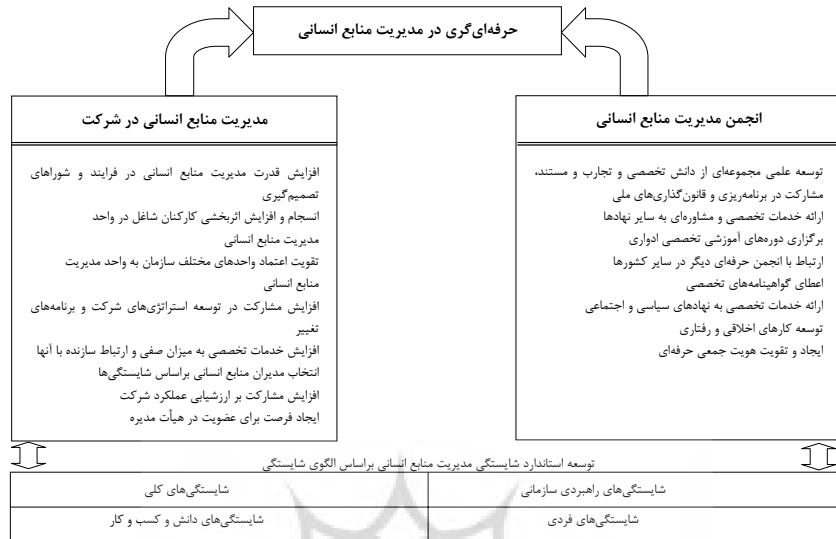 حرفه‌ای‌گری در مدیریت منابع انسانی
انجمن مدیریت منابع انسانی
توسعه علمی مجموعه‌ای از دانش تخصصی و تجارب و مستند،
مشارکت در برنامه‌ریزی و قانون‌گذاری‌های ملی
ارائه خدمات تخصصی و مشاوره‌ای به سایر نهادها
برگزاری دوره‌های آموزشی تخصصی ادواری
ارتباط با انجمن حرفه‌ای دیگر در سایر کشورها
اعطای گواهینامه‌های تخصصی
ارائه خدمات تخصصی به نهادهای سیاسی و اجتماعی
توسعه کارهای اخلاقی و رفتاری
ایجاد و تقویت هویت جمعی حرفه‌ای
مدیریت منابع انسانی در شرکت
افزایش قدرت مدیریت منابع انسانی در فرایند و شوراهای
تصمیم‌گیری
انسجام و افزایش اثربخشی کارکنان شاغل در واحد
مدیریت منابع انسانی
تقویت اعتماد واحدهای مختلف سازمان به واحد مدیریت
منابع انسانی
افزایش مشارکت در توسعه استراتژی‌های شرکت و برنامه‌های
تغییر
افزایش خدمات تخصصی به میزان صفی و ارتباط سازنده با آنها
انتخاب مدیران منابع انسانی براساس شایستگی‌ها
افزایش مشارکت بر ارزشیابی عملکرد شرکت
ایجاد فرصت برای عضویت در هیأت مدیره
توسعه استاندارد شایستگی مدیریت منابع انسانی براساس الگوی شایستگی
شایستگی‌های راهبردی سازمانی
شایستگی‌های کلی
شایستگی‌های فردی
شایستگی‌های دانش و کسب و کار